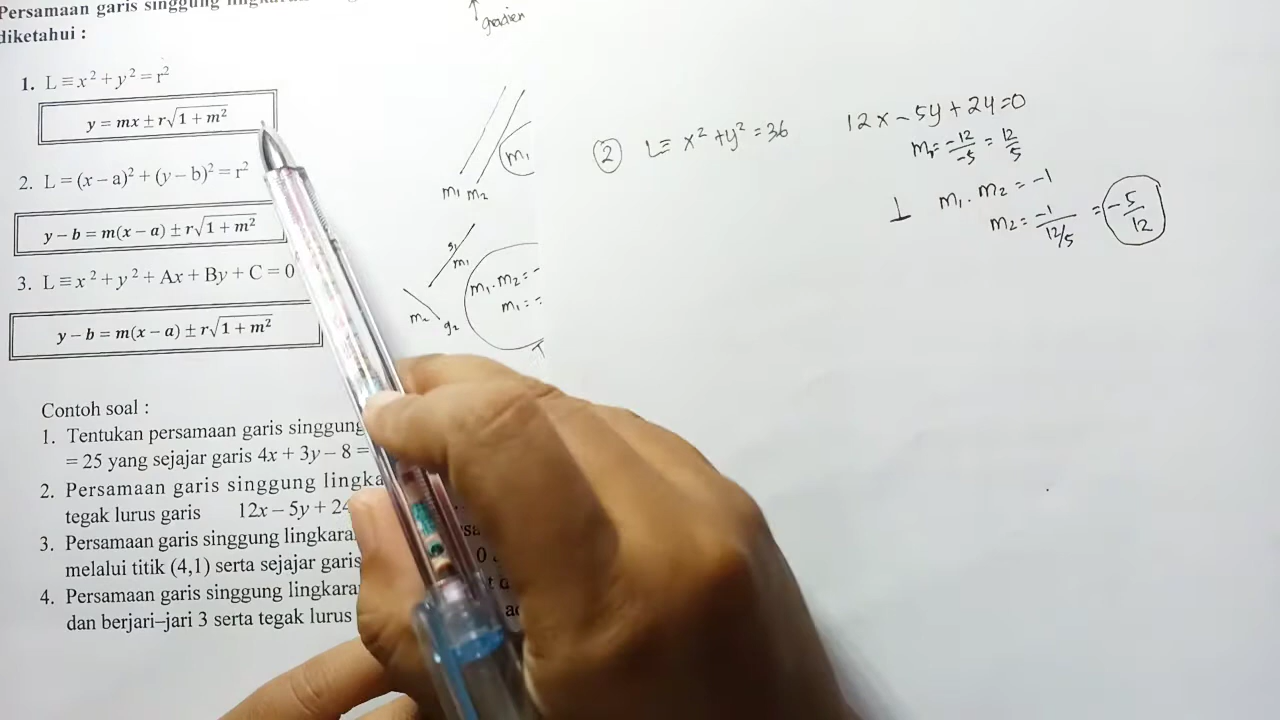 Persamaan garis singgung
diketahui :
gradien
1. L ≡ x² + y² = r²
y = mx ± r√1 + m²
2. L = (x – a)² + (y – b)² = r²
y – b = m(x – a) ± r√1 + m²
3. L ≡ x² + y² + Ax + By + C = 0
y – b = m(x – a) ± r√1 + m²
m₁ m₂
m₁
g₁
m₁
m₂
g₂
m₁ . m₂ = -
m₁ =
Contoh soal :
1. Tentukan persamaan garis singgung
= 25 yang sejajar garis 4x + 3y – 8 =
2. Persamaan garis singgung lingka
tegak lurus garis 12x – 5y + 24
3. Persamaan garis singgung lingkara
melalui titik (4,1) serta sejajar garis
4. Persamaan garis singgung lingkara
dan berjari–jari 3 serta tegak lurus
② L ≡ x² + y² = 36
12x – 5y + 24 = 0
= -12/-5 = 12/5
⊥ m₁ . m₂ = -1
m₂ = -1/12/5 = -5/12